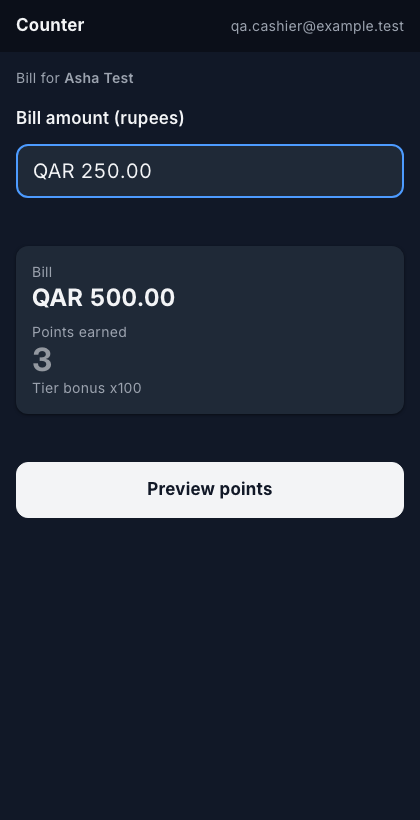 Counter
qa.cashier@example.test
Bill for Asha Test
Bill amount (rupees)
QAR 250.00
Bill
QAR 500.00
Points earned
3
Tier bonus x100
Preview points